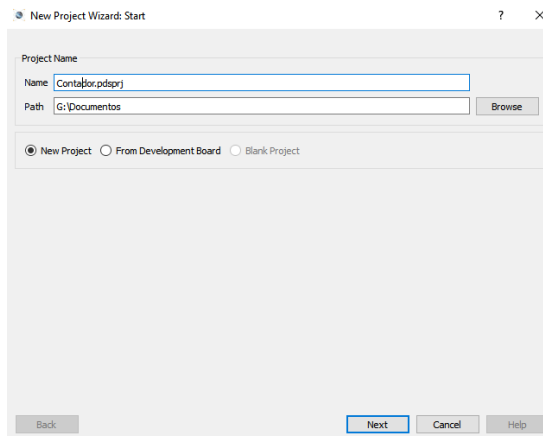 New Project Wizard: Start ? ×
Project Name
Name Contador.pdsprj
Path G:\Documentos Browse
New Project From Development Board Blank Project
Back Next Cancel Help